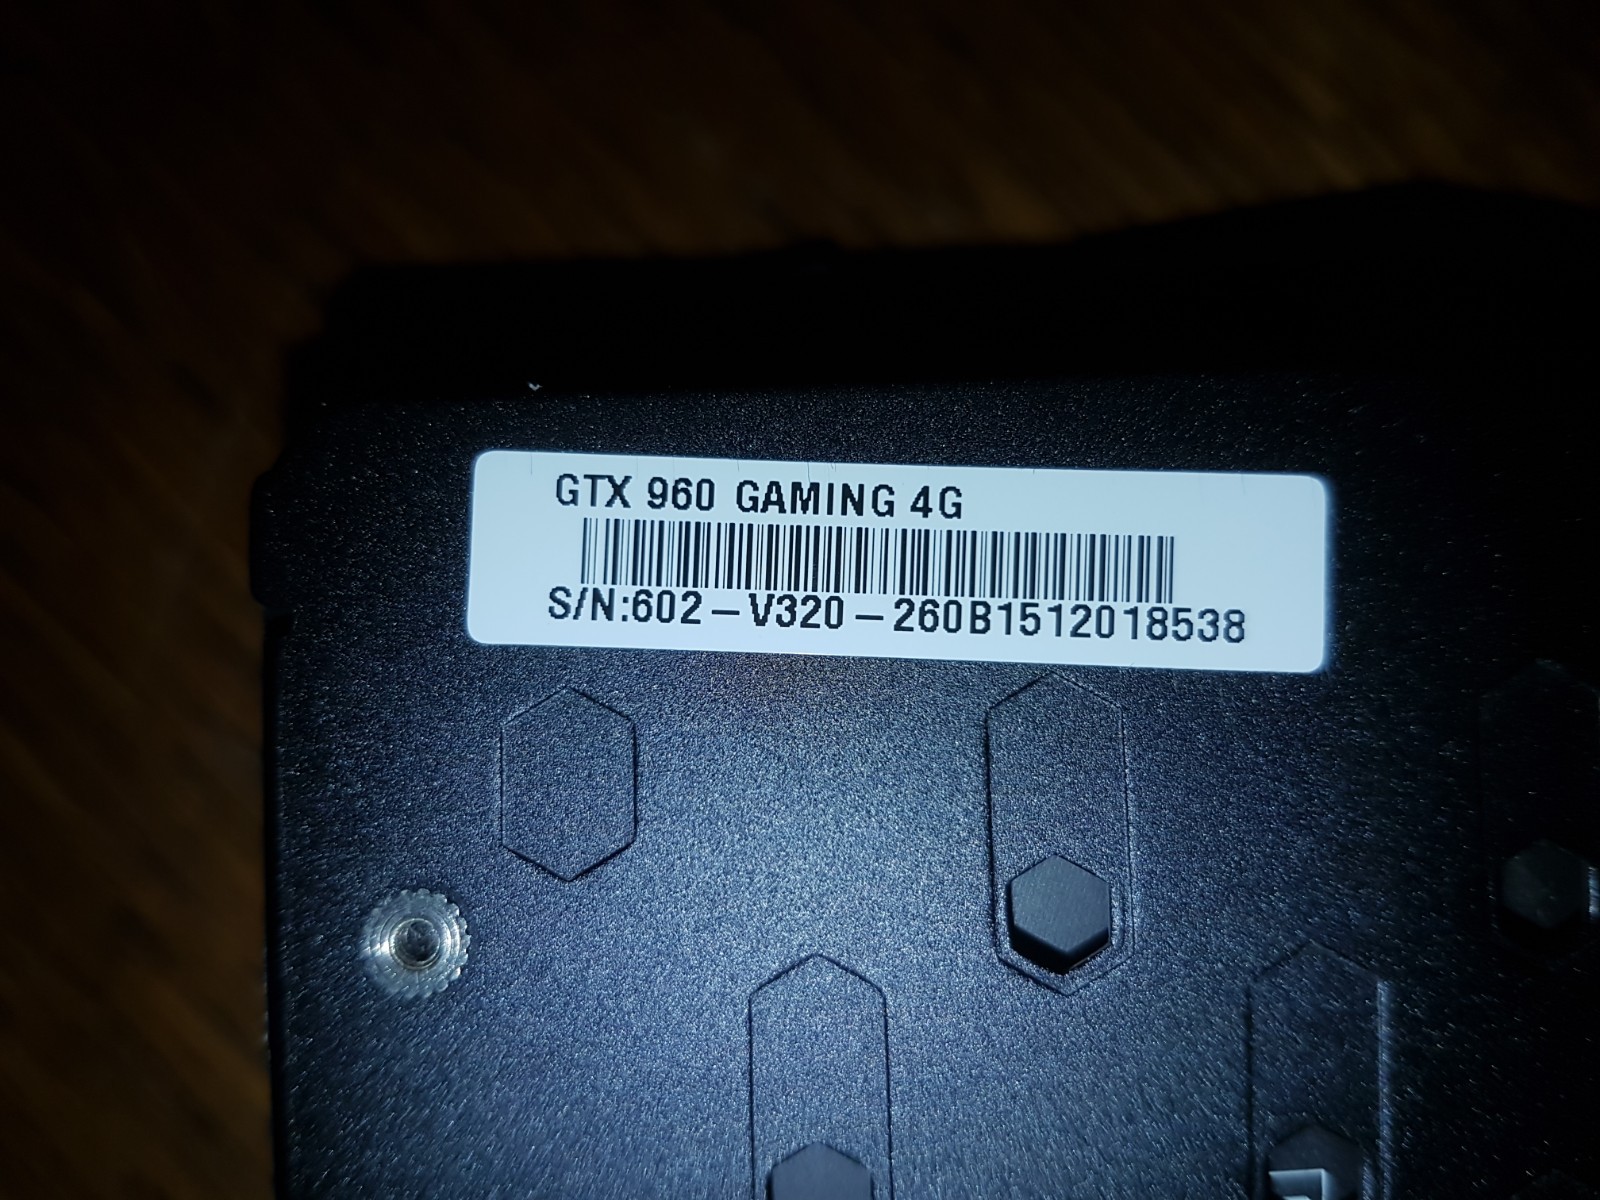 GTX 960 GAMING 4G
S/N:602-V320-260B1512018538